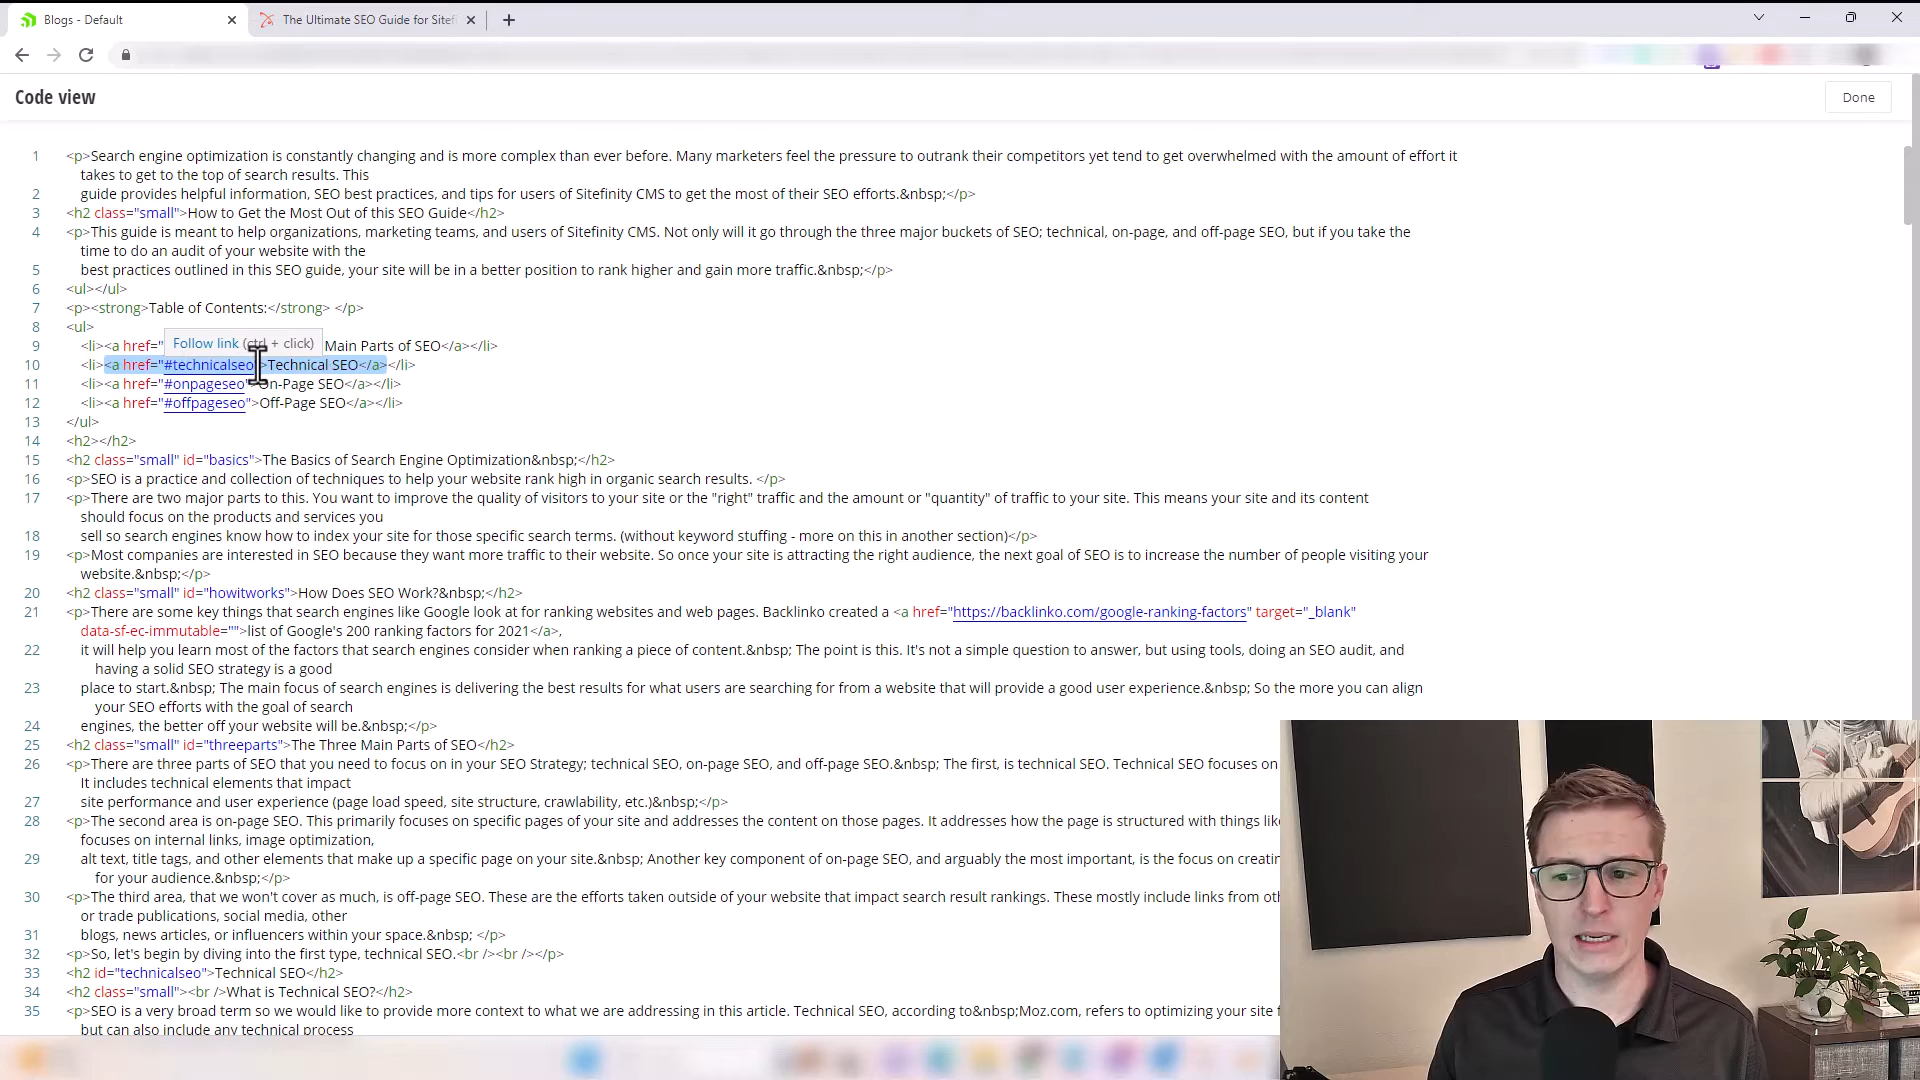 Blogs - Default
The Ultimate SEO Guide for Sitefi
Code view
Done
1 <p>Search engine optimization is constantly changing and is more complex than ever before. Many marketers feel the pressure to outrank their competitors yet tend to get overwhelmed with the amount of effort it
takes to get to the top of search results. This
2 guide provides helpful information, SEO best practices, and tips for users of Sitefinity CMS to get the most of their SEO efforts.&nbsp;</p>
3 <h2 class="small">How to Get the Most Out of this SEO Guide</h2>
4 <p>This guide is meant to help organizations, marketing teams, and users of Sitefinity CMS. Not only will it go through the three major buckets of SEO; technical, on-page, and off-page SEO, but if you take the
time to do an audit of your website with the
5 best practices outlined in this SEO guide, your site will be in a better position to rank higher and gain more traffic.&nbsp;</p>
6 <ul></ul>
7 <p><strong>Table of Contents:</strong> </p>
8 <ul>
Follow link (ctrl + click)
9 <li><a href=" Main Parts of SEO</a></li>
10 <li><a href="#technicalseo">Technical SEO</a></li>
11 <li><a href="#onpageseo">On-Page SEO</a></li>
12 <li><a href="#offpageseo">Off-Page SEO</a></li>
13 </ul>
14 <h2></h2>
15 <h2 class="small" id="basics">The Basics of Search Engine Optimization&nbsp;</h2>
16 <p>SEO is a practice and collection of techniques to help your website rank high in organic search results. </p>
17 <p>There are two major parts to this. You want to improve the quality of visitors to your site or the "right" traffic and the amount or "quantity" of traffic to your site. This means your site and its content
should focus on the products and services you
18 sell so search engines know how to index your site for those specific search terms. (without keyword stuffing - more on this in another section)</p>
19 <p>Most companies are interested in SEO because they want more traffic to their website. So once your site is attracting the right audience, the next goal of SEO is to increase the number of people visiting your
website.&nbsp;</p>
20 <h2 class="small" id="howitworks">How Does SEO Work?&nbsp;</h2>
21 <p>There are some key things that search engines like Google look at for ranking websites and web pages. Backlinko created a <a href="https://backlinko.com/google-ranking-factors" target="_blank"
data-sf-ec-immutable="">list of Google's 200 ranking factors for 2021</a>,
22 it will help you learn most of the factors that search engines consider when ranking a piece of content.&nbsp; The point is this. It's not a simple question to answer, but using tools, doing an SEO audit, and
having a solid SEO strategy is a good
23 place to start.&nbsp; The main focus of search engines is delivering the best results for what users are searching for from a website that will provide a good user experience.&nbsp; So the more you can align
your SEO efforts with the goal of search
24 engines, the better off your website will be.&nbsp;</p>
25 <h2 class="small" id="threeparts">The Three Main Parts of SEO</h2>
26 <p>There are three parts of SEO that you need to focus on in your SEO Strategy; technical SEO, on-page SEO, and off-page SEO.&nbsp; The first, is technical SEO. Technical SEO focuses on
It includes technical elements that impact
27 site performance and user experience (page load speed, site structure, crawlability, etc.)&nbsp;</p>
28 <p>The second area is on-page SEO. This primarily focuses on specific pages of your site and addresses the content on those pages. It addresses how the page is structured with things like
focuses on internal links, image optimization,
29 alt text, title tags, and other elements that make up a specific page on your site.&nbsp; Another key component of on-page SEO, and arguably the most important, is the focus on creatin
for your audience.&nbsp;</p>
30 <p>The third area, that we won't cover as much, is off-page SEO. These are the efforts taken outside of your website that impact search result rankings. These mostly include links from oth
or trade publications, social media, other
31 blogs, news articles, or influencers within your space.&nbsp; </p>
32 <p>So, let's begin by diving into the first type, technical SEO.<br /><br /></p>
33 <h2 id="technicalseo">Technical SEO</h2>
34 <h2 class="small"><br />What is Technical SEO?</h2>
35 <p>SEO is a very broad term so we would like to provide more context to what we are addressing in this article. Technical SEO, according to&nbsp;Moz.com, refers to optimizing your site f
but can also include any technical process